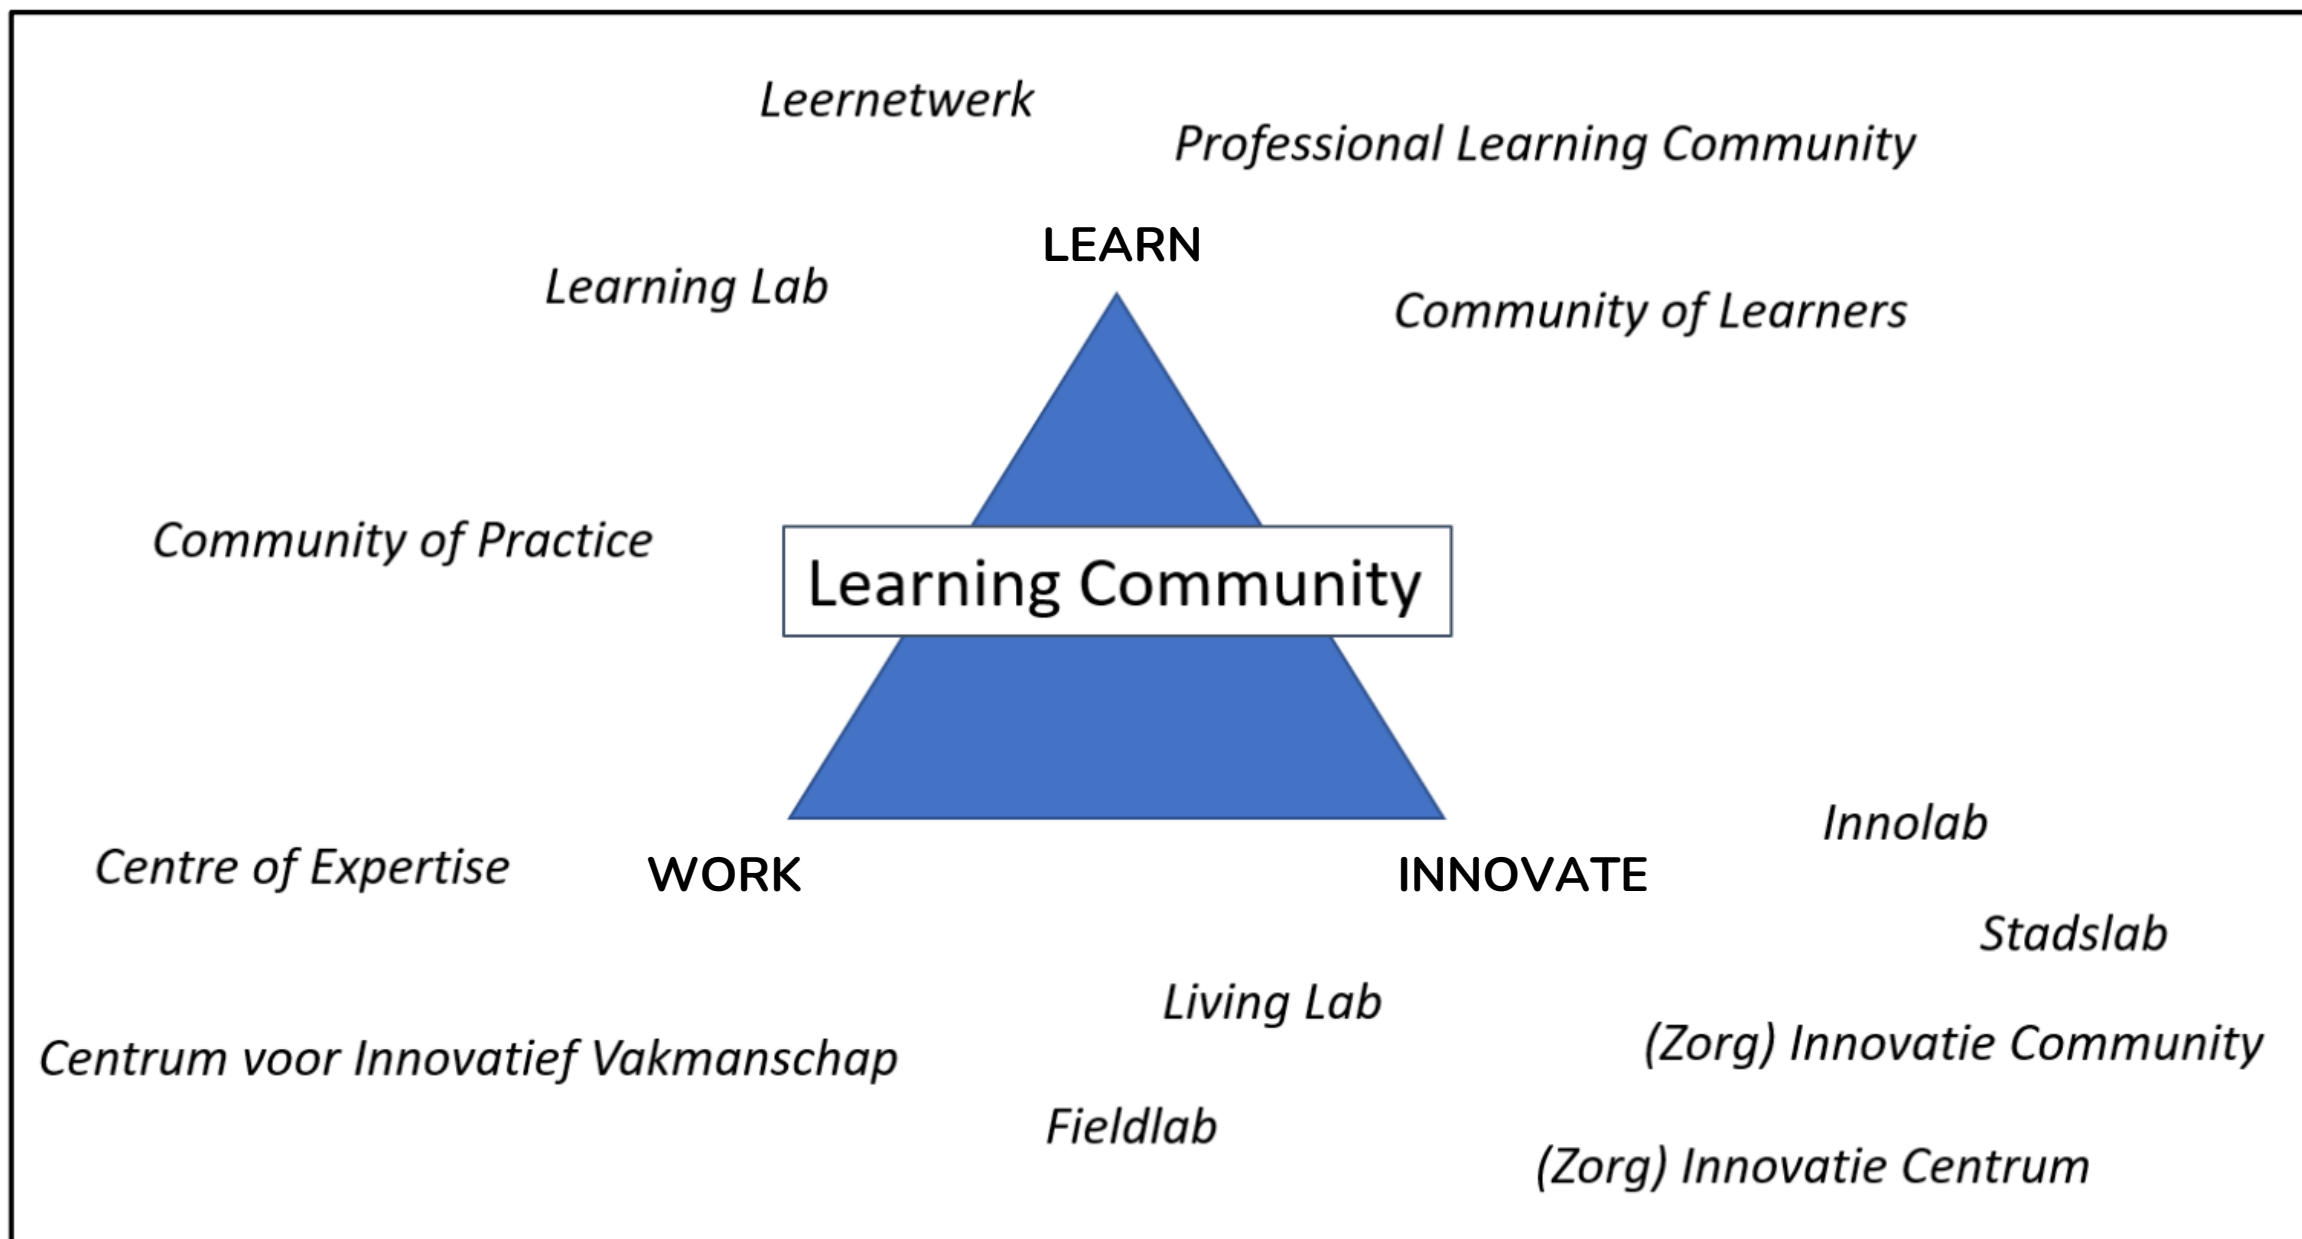 Leernetwerk
Professional Learning Community
LEARN
Learning Lab
Community of Learners
Community of Practice
Learning Community
Innolab
Centre of Expertise
WORK
INNOVATE
Stadslab
Living Lab
(Zorg) Innovatie Community
Centrum voor Innovatief Vakmanschap
Fieldlab
(Zorg) Innovatie Centrum